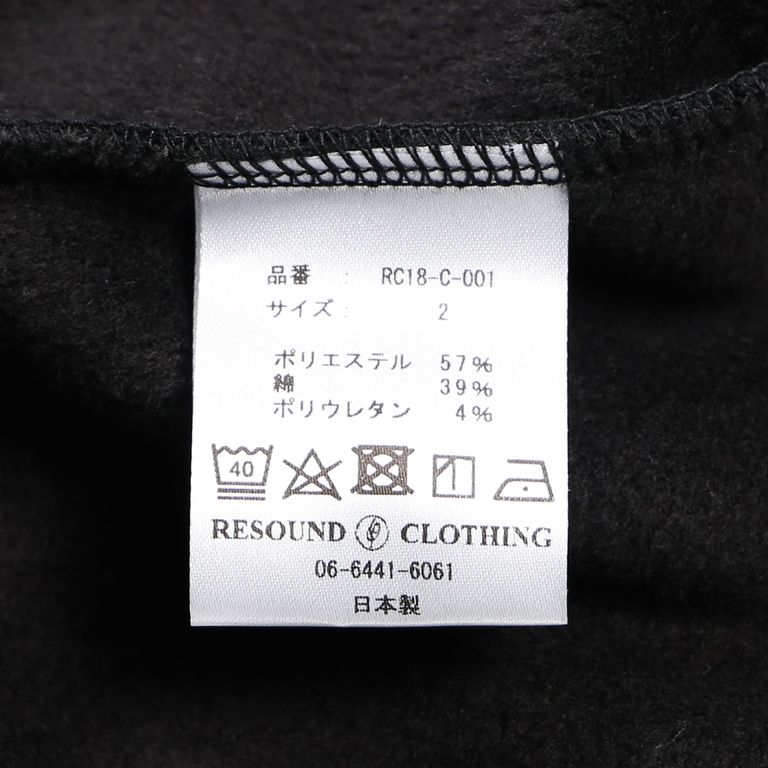 品番 : RC18-C-001
サイズ : 2
ポリエステル 57%
綿 39%
ポリウレタン 4%
40
RESOUND CLOTHING
06-6441-6061
日本製